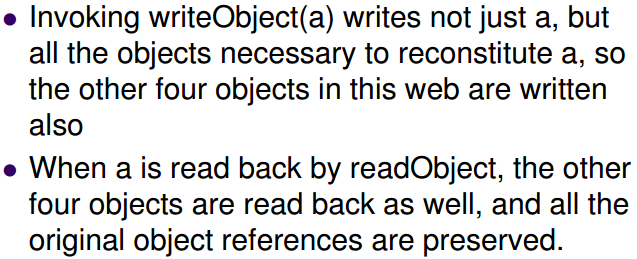 • Invoking writeObject(a) writes not just a, but
all the objects necessary to reconstitute a, so
the other four objects in this web are written
also
• When a is read back by readObject, the other
four objects are read back as well, and all the
original object references are preserved.